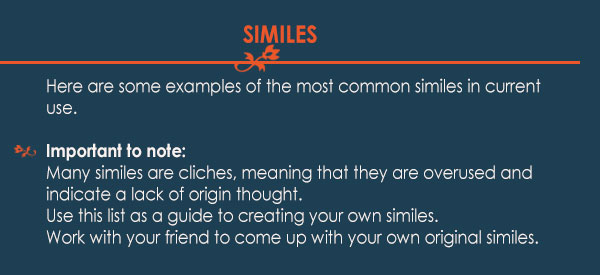 SIMILES
Here are some examples of the most common similes in current
use.
Important to note:
Many similes are cliches, meaning that they are overused and
indicate a lack of origin thought.
Use this list as a guide to creating your own similes.
Work with your friend to come up with your own original similes.